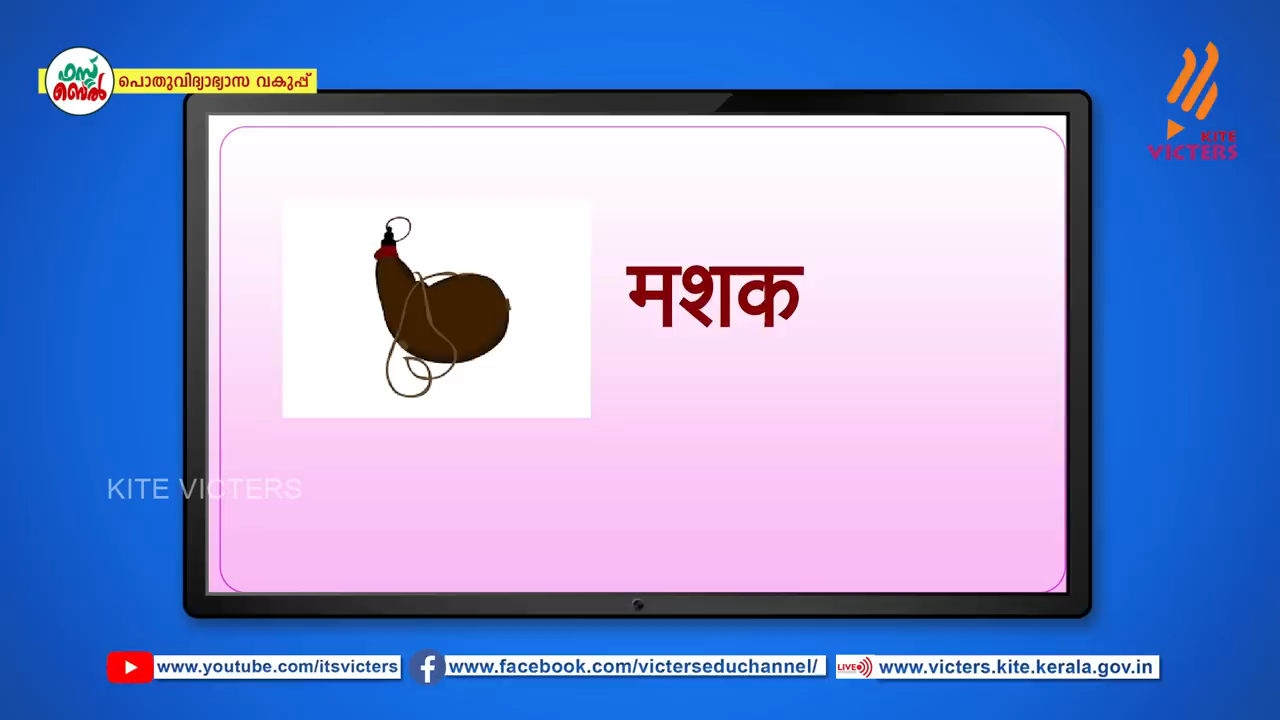 ഫസ്റ്റ് ബെൽ
പൊതുവിദ്യാഭ്യാസ വകുപ്പ്
KITE
VICTERS
मशक
KITE VICTERS
www.youtube.com/itsvicters
www.facebook.com/victerseduchannel/
LIVE
www.victers.kite.kerala.gov.in